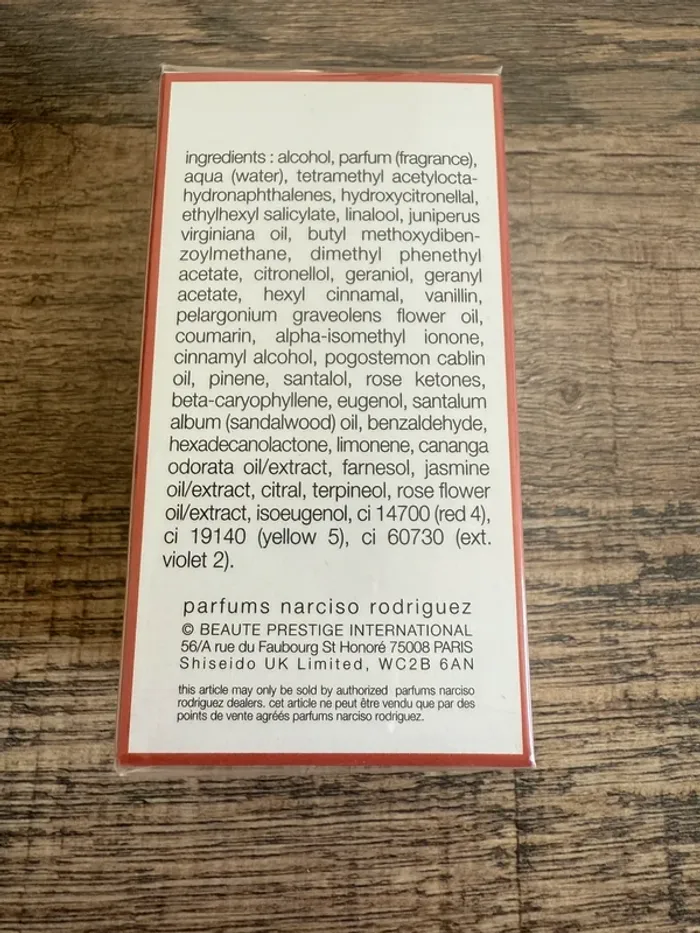 ingredients : alcohol, parfum (fragrance),
aqua (water), tetramethyl acetylocta-
hydronaphthalenes, hydroxycitronellal,
ethylhexyl salicylate, linalool, juniperus
virginiana oil, butyl methoxydiben-
zoylmethane, dimethyl phenethyl
acetate, citronellol, geraniol, geranyl
acetate, hexyl cinnamal, vanillin,
pelargonium graveolens flower oil,
coumarin, alpha-isomethyl ionone,
cinnamyl alcohol, pogostemon cablin
oil, pinene, santalol, rose ketones,
beta-caryophyllene, eugenol, santalum
album (sandalwood) oil, benzaldehyde,
hexadecanolactone, limonene, cananga
odorata oil/extract, farnesol, jasmine
oil/extract, citral, terpineol, rose flower
oil/extract, isoeugenol, ci 14700 (red 4),
ci 19140 (yellow 5), ci 60730 (ext.
violet 2).
parfums narciso rodriguez
© BEAUTE PRESTIGE INTERNATIONAL
56/A rue du Faubourg St Honoré 75008 PARIS
Shiseido UK Limited, WC2B 6AN
this article may only be sold by authorized parfums narciso
rodriguez dealers. cet article ne peut être vendu que par des
points de vente agréés parfums narciso rodriguez.